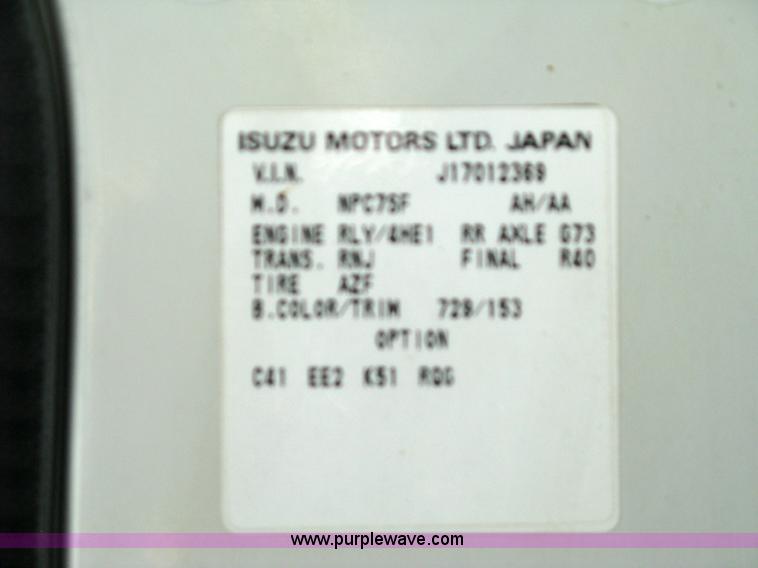 ISUZU MOTORS LTD. JAPAN
V.I.N. J17012369
M.D. NPC75F AH/AA
ENGINE RLY/4HE1 RR AXLE G73
TRANS. RNJ FINAL R40
TIRE AZF
B.COLOR/TRIM 729/153
OPTION
C41 EE2 K51 RQG
www.purplewave.com